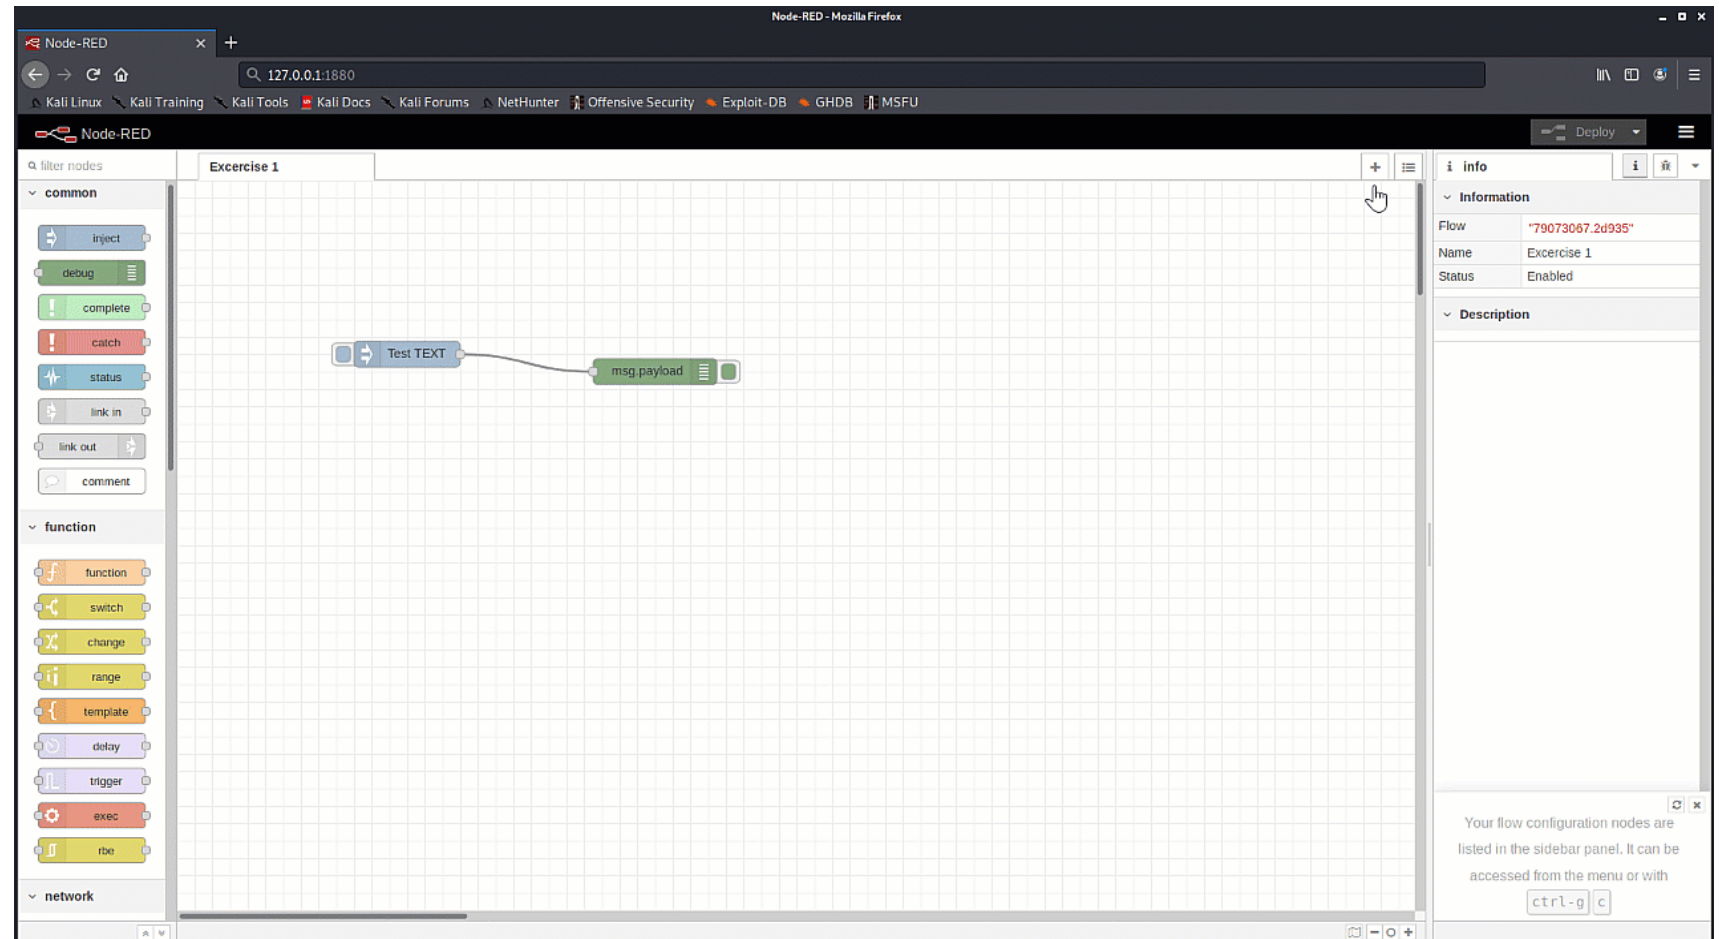 Node-RED - Mozilla Firefox
Node-RED
127.0.0.1:1880
Kali Linux Kali Training Kali Tools Kali Docs Kali Forums NetHunter Offensive Security Exploit-DB GHDB MSFU
Node-RED
Deploy
filter nodes
common
inject
debug
complete
catch
status
link in
link out
comment
function
function
switch
change
range
template
delay
trigger
exec
rbe
network
Excercise 1
Test TEXT
msg.payload
i info
i
Information
Flow "79073067.2d935"
Name Excercise 1
Status Enabled
Description
Your flow configuration nodes are
listed in the sidebar panel. It can be
accessed from the menu or with
ctrl-g c